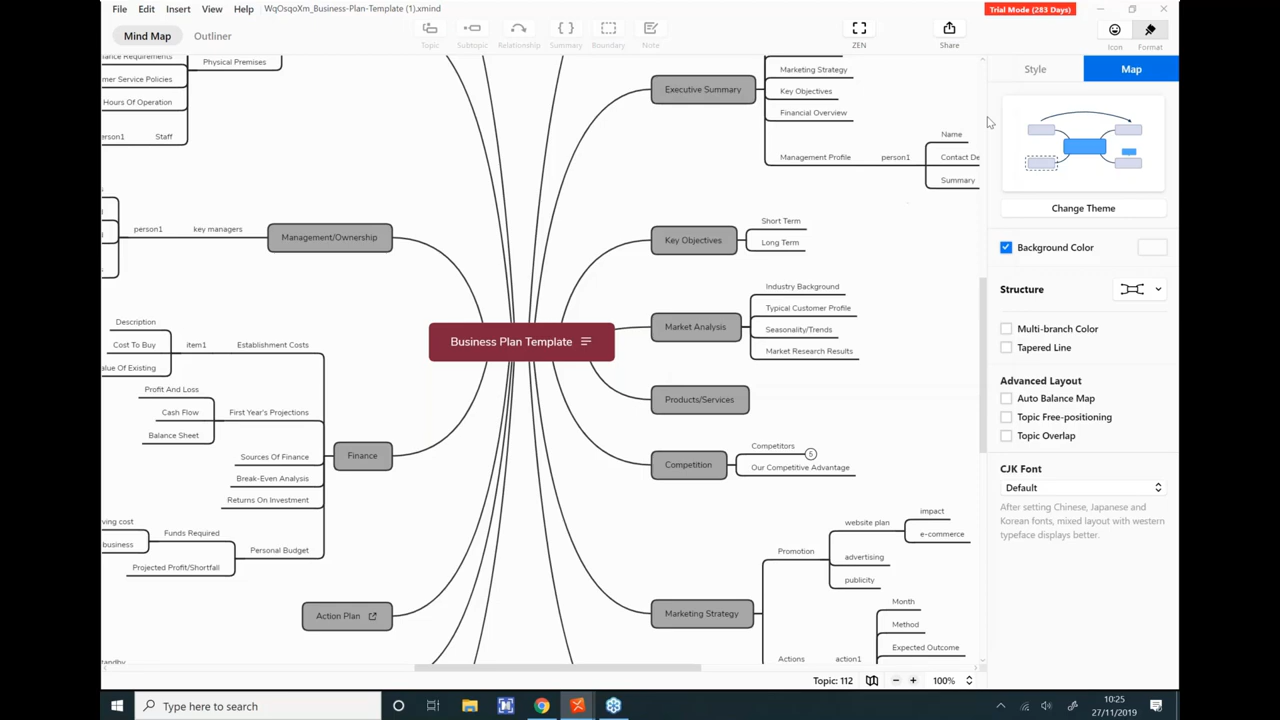 File Edit Insert View Help WqOsqoXm_Business-Plan-Template (1).xmind Trial Mode (283 Days)
Mind Map Outliner
Topic Subtopic Relationship Summary Boundary Note ZEN Share Icon Format
Physical Premises
mer Service Policies
Hours Of Operation
erson1 Staff
person1 key managers
Management/Ownership
Description
Cost To Buy
alue Of Existing
item1 Establishment Costs
Profit And Loss
Cash Flow
Balance Sheet
First Year's Projections
Sources Of Finance
Break-Even Analysis
Returns On Investment
Finance
ving cost
business
Funds Required
Projected Profit/Shortfall
Personal Budget
Action Plan
standby
Business Plan Template
Executive Summary
Marketing Strategy
Key Objectives
Financial Overview
Management Profile person1
Name
Contact De
Summary
Key Objectives
Short Term
Long Term
Market Analysis
Industry Background
Typical Customer Profile
Seasonality/Trends
Market Research Results
Products/Services
Competition
Competitors 5
Our Competitive Advantage
Marketing Strategy
Promotion
website plan
impact
e-commerce
advertising
publicity
Actions action1
Month
Method
Expected Outcome
Style Map
Change Theme
Background Color
Structure
Multi-branch Color
Tapered Line
Advanced Layout
Auto Balance Map
Topic Free-positioning
Topic Overlap
CJK Font
Default
After setting Chinese, Japanese and
Korean fonts, mixed layout with western
typeface displays better.
Topic: 112 100%
Type here to search
10:25
27/11/2019